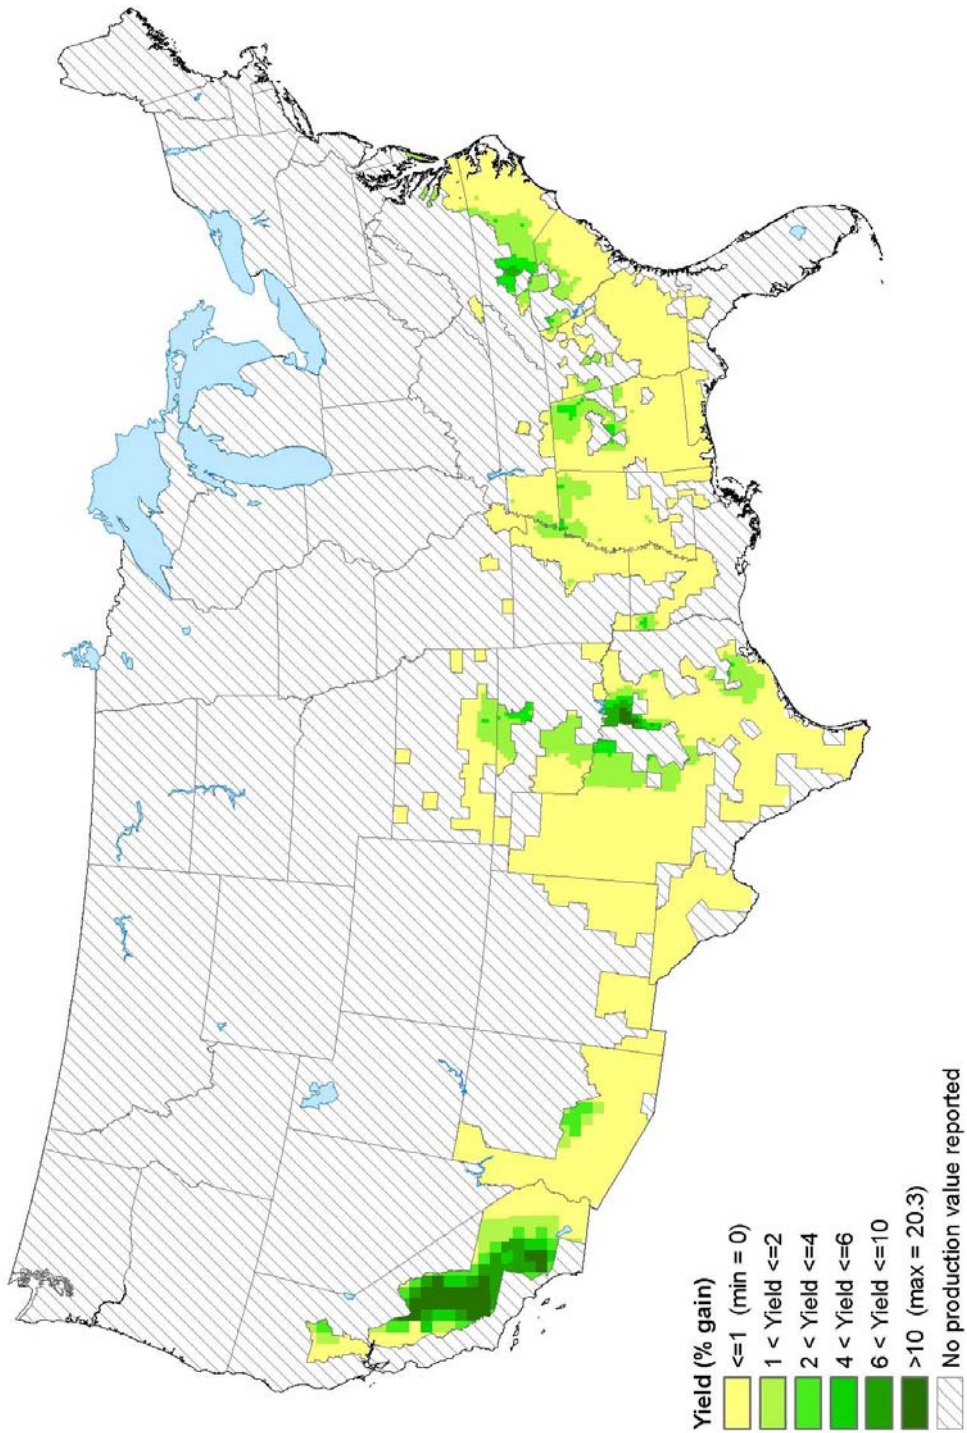 Yield (% gain)
<=1 (min = 0)
1 < Yield <=2
2 < Yield <=4
4 < Yield <=6
6 < Yield <=10
>10 (max = 20.3)
No production value reported